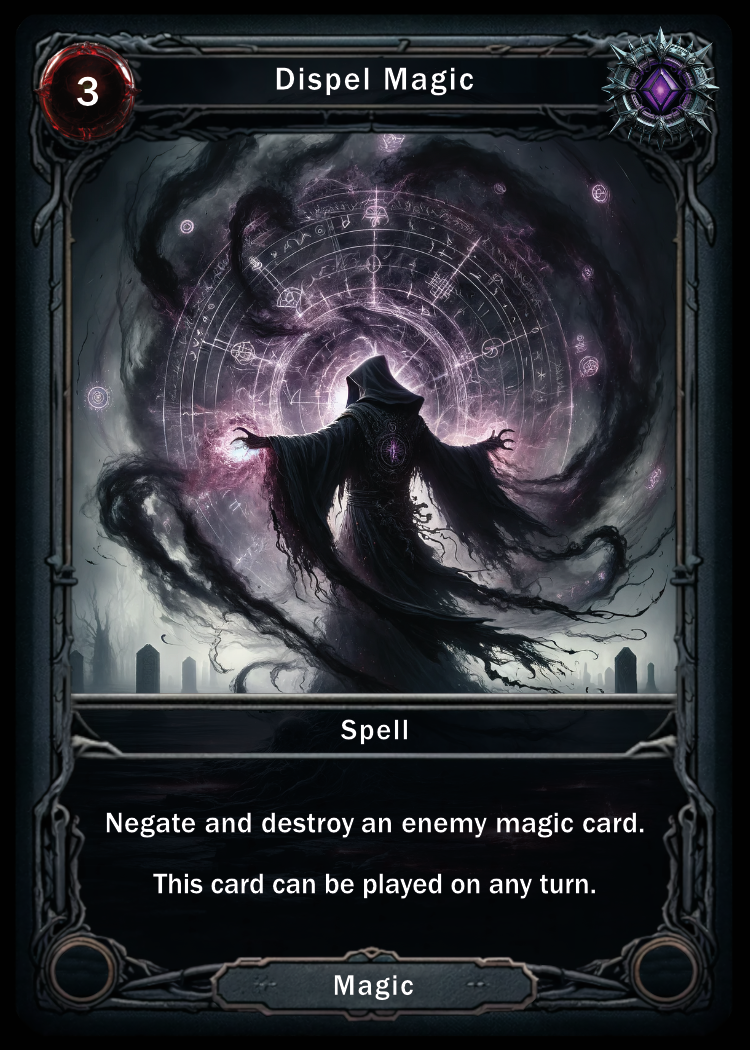 3
Dispel Magic
Spell
Negate and destroy an enemy magic card.
This card can be played on any turn.
Magic